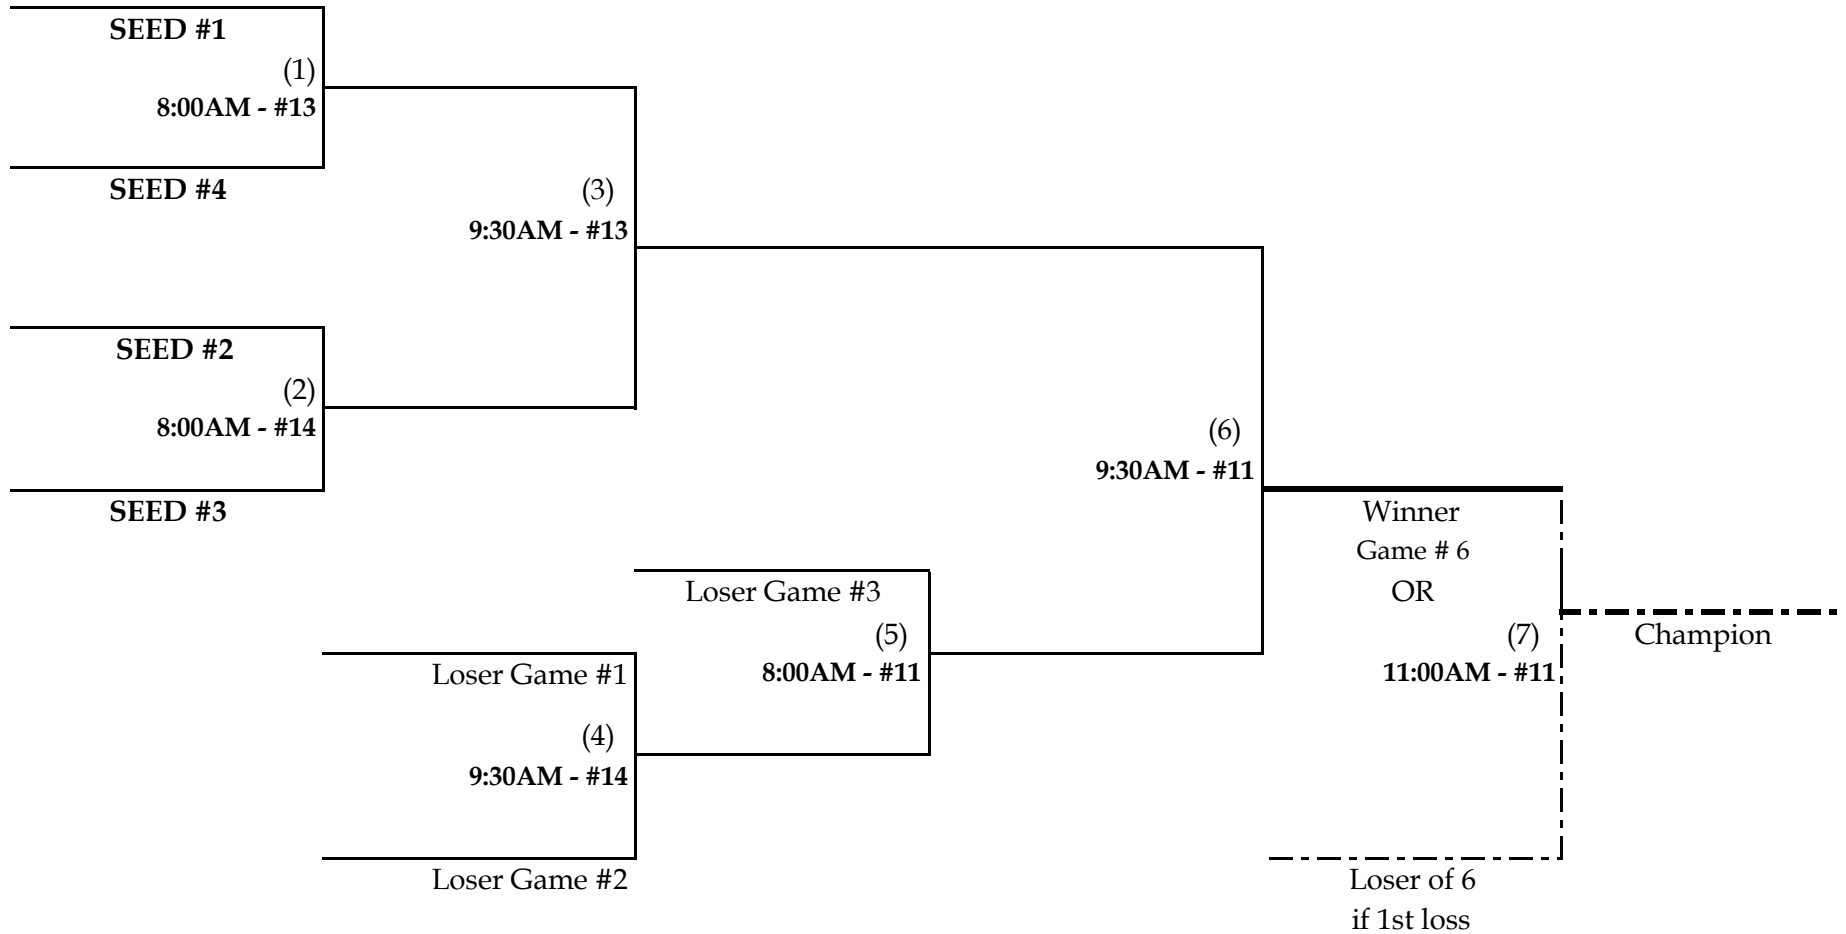 SEED #1
(1)
8:00AM - #13
SEED #4
(3)
9:30AM - #13
SEED #2
(2)
8:00AM - #14
SEED #3
(6)
9:30AM - #11
Winner
Game # 6
OR
(7)
11:00AM - #11
Champion
Loser Game #3
(5)
8:00AM - #11
Loser Game #1
(4)
9:30AM - #14
Loser Game #2
Loser of 6
if 1st loss